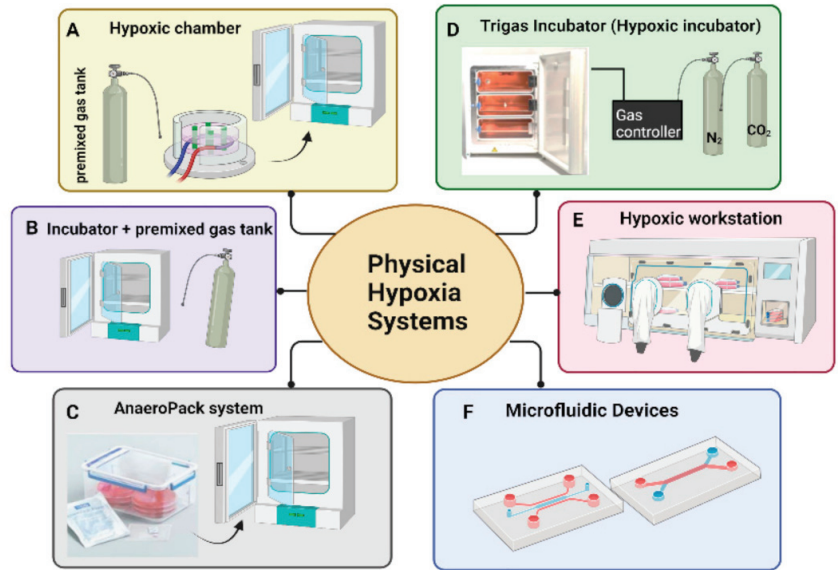 A
Hypoxic chamber
premixed gas tank
B
Incubator + premixed gas tank
C
AnaeroPack system
Physical
Hypoxia
Systems
D
Trigas Incubator (Hypoxic incubator)
Gas
controller
N₂
CO₂
E
Hypoxic workstation
F
Microfluidic Devices